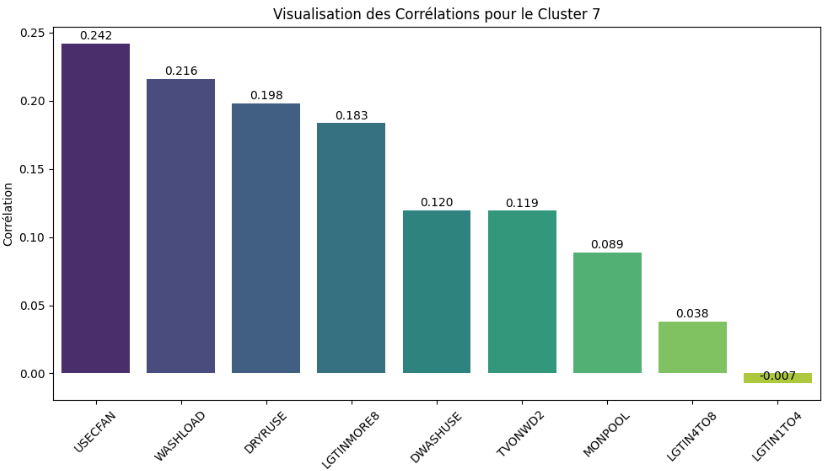 Visualisation des Corrélations pour le Cluster 7
Corrélation
0.25
0.20
0.15
0.10
0.05
0.00
0.242
0.216
0.198
0.183
0.120
0.119
0.089
0.038
-0.007
USECFAN
WASHLOAD
DRYRUSE
LGTINMORE8
DWASHUSE
TVONWD2
MONPOOL
LGTIN4TO8
LGTIN1TO4